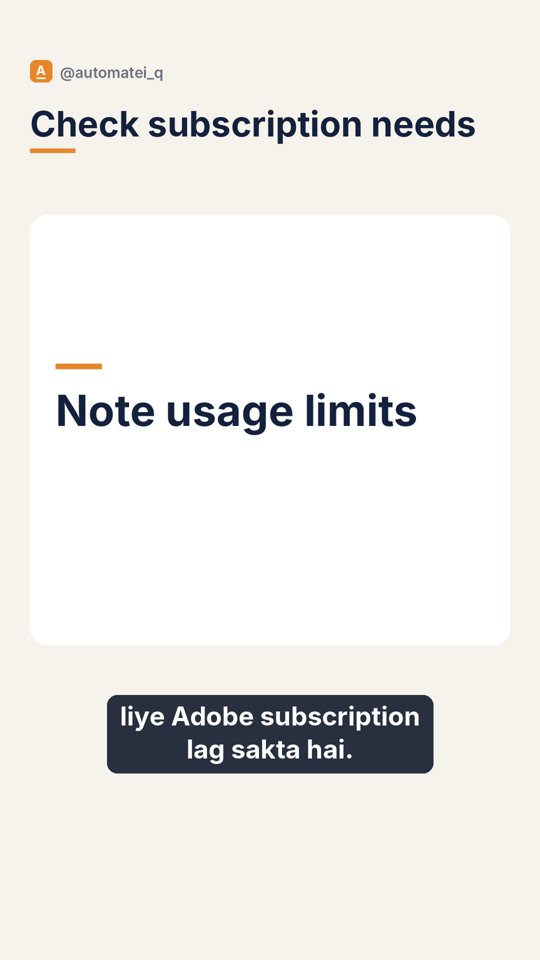 A
@automatei_q
Check subscription needs
Note usage limits
liye Adobe subscription
lag sakta hai.